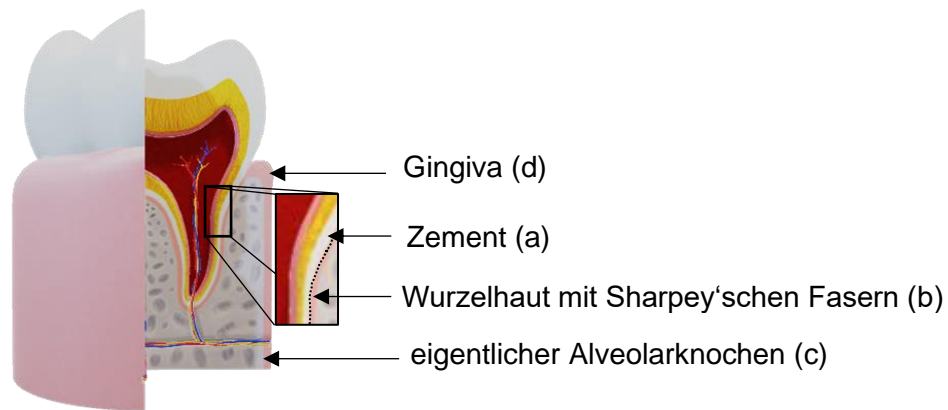 Gingiva (d)
Zement (a)
Wurzelhaut mit Sharpey‘schen Fasern (b)
eigentlicher Alveolarknochen (c)